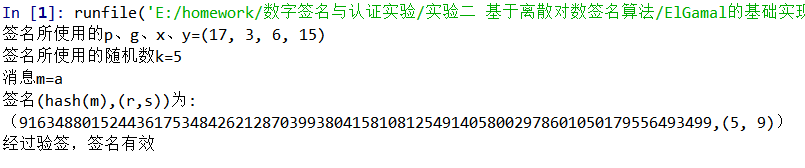 In [1]: runfile('E:/homework/数字签名与认证实验/实验二 基于离散对数签名算法/ElGamal的基础实现
签名所使用的p、g、x、y=(17, 3, 6, 15)
签名所使用的随机数k=5
消息m=a
签名(hash(m),(r,s))为:
（91634880152443617534842621287039938041581081254914058002978601050179556493499,(5, 9)）
经过验签，签名有效